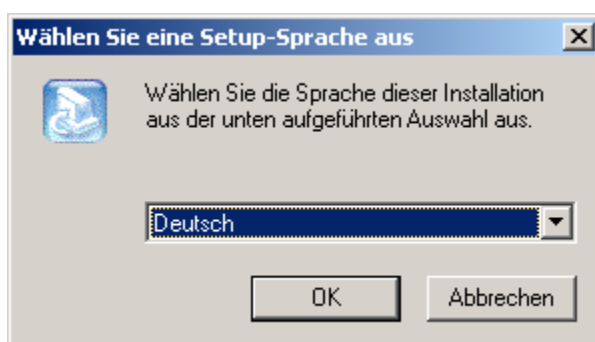 Wählen Sie eine Setup-Sprache aus
Wählen Sie die Sprache dieser Installation
aus der unten aufgeführten Auswahl aus.
Deutsch
OK
Abbrechen